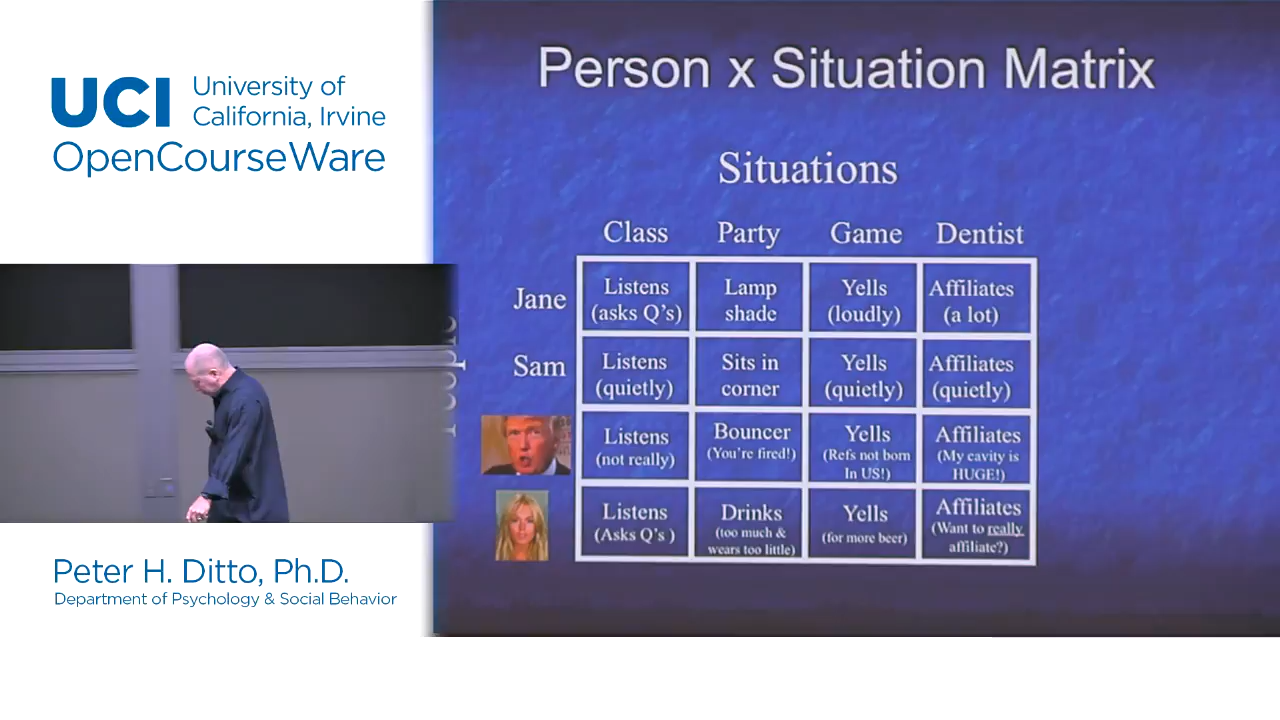 UCI University of
California, Irvine
OpenCourseWare
Person x Situation Matrix
Situations
Class Party Game Dentist
Jane
Listens
(asks Q's)
Lamp
shade
Yells
(loudly)
Affiliates
(a lot)
Sam
Listens
(quietly)
Sits in
corner
Yells
(quietly)
Affiliates
(quietly)
Listens
(not really)
Bouncer
(You're fired!)
Yells
(Refs not born
In US!)
Affiliates
(My cavity is
HUGE!)
Listens
(Asks Q's )
Drinks
(too much &
wears too little)
Yells
(for more beer)
Affiliates
(Want to really
affiliate?)
Peter H. Ditto, Ph.D.
Department of Psychology & Social Behavior